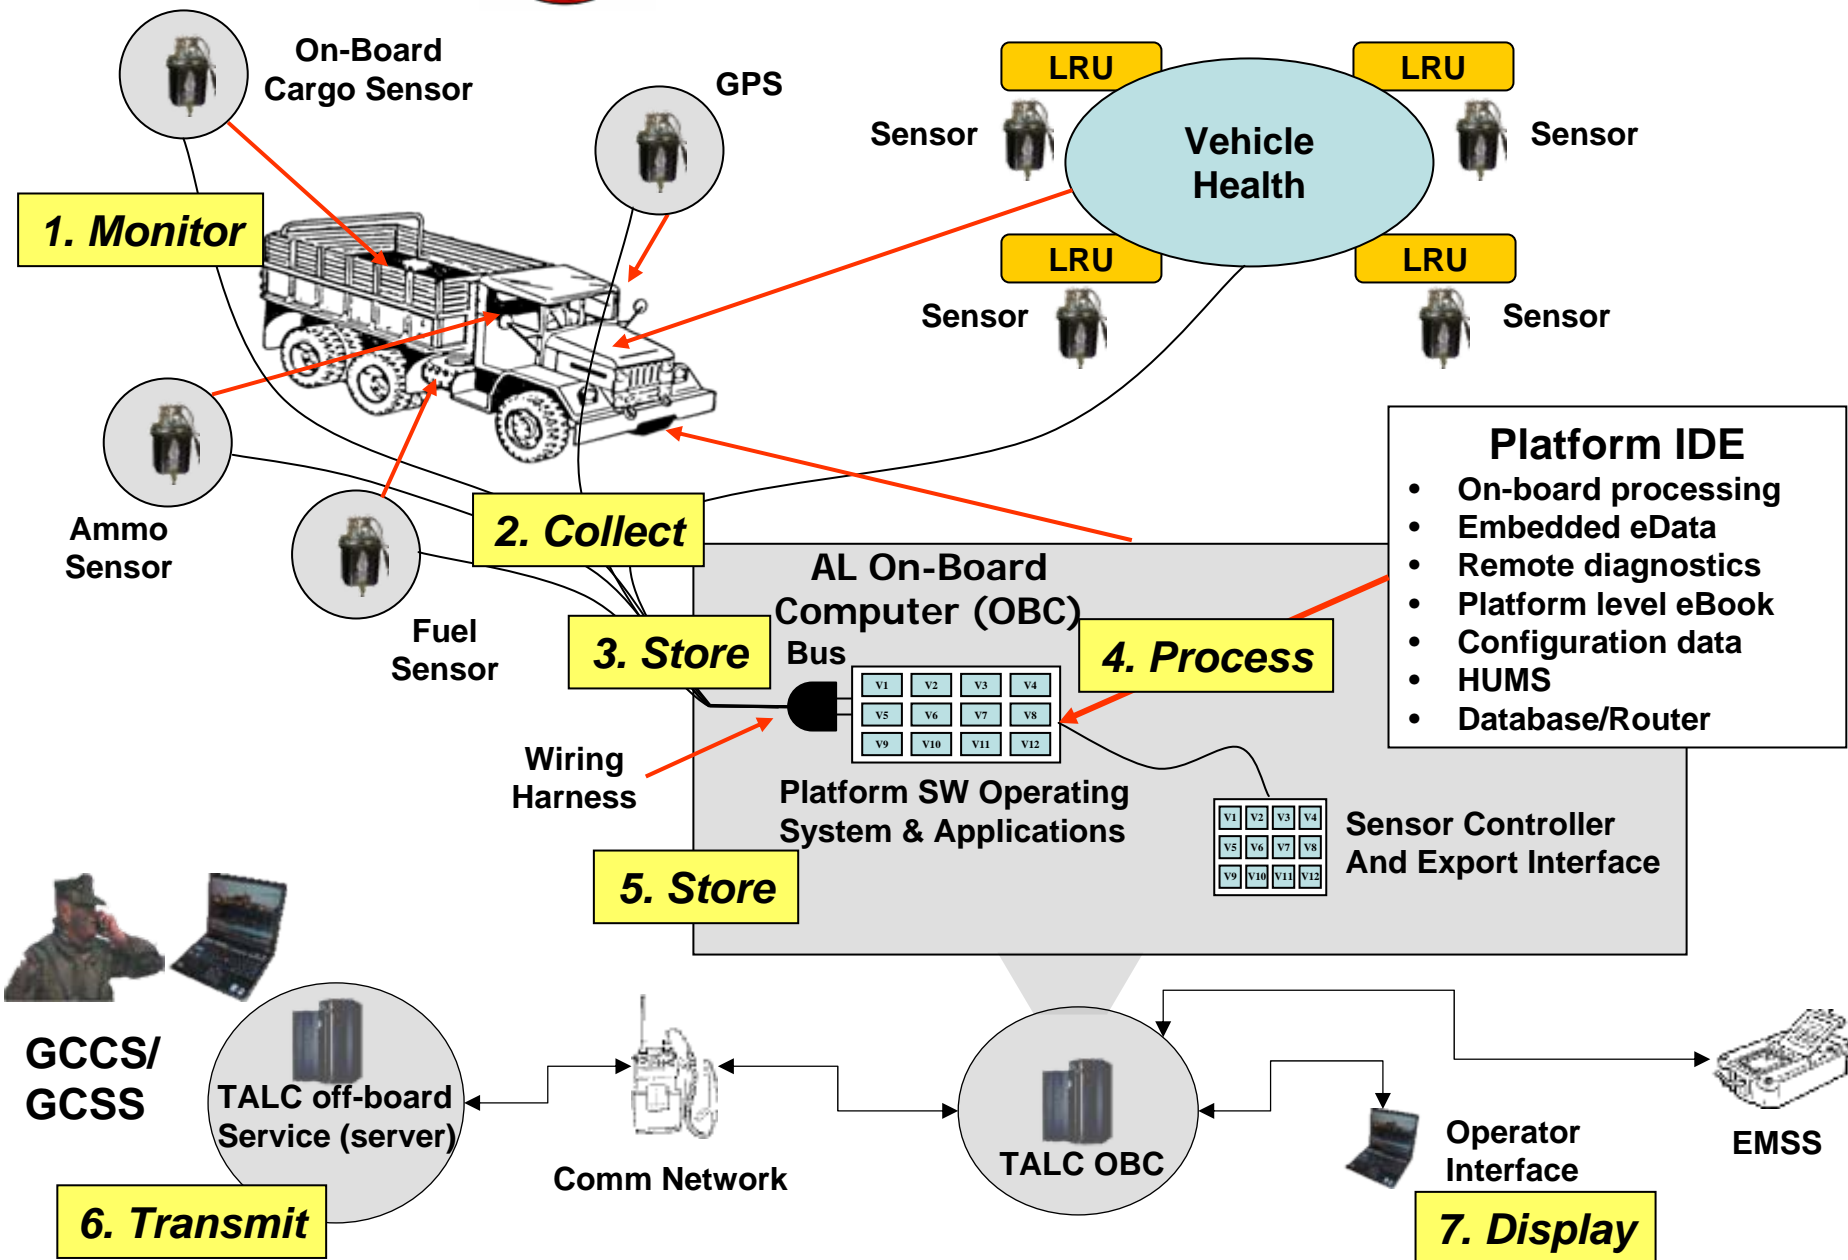 On-Board
Cargo Sensor
GPS
LRU
LRU
Sensor
Vehicle
Health
Sensor
1. Monitor
LRU
LRU
Sensor
Sensor
Ammo
Sensor
2. Collect
Platform IDE
• On-board processing
• Embedded eData
• Remote diagnostics
• Platform level eBook
• Configuration data
• HUMS
• Database/Router
Fuel
Sensor
AL On-Board
Computer (OBC)
3. Store
Bus
4. Process
V1 V2 V3 V4
V5 V6 V7 V8
V9 V10 V11 V12
Wiring
Harness
Platform SW Operating
System & Applications
V1 V2 V3 V4
V5 V6 V7 V8
V9 V10 V11 V12
Sensor Controller
And Export Interface
5. Store
GCCS/
GCSS
TALC off-board
Service (server)
Comm Network
TALC OBC
Operator
Interface
EMSS
6. Transmit
7. Display